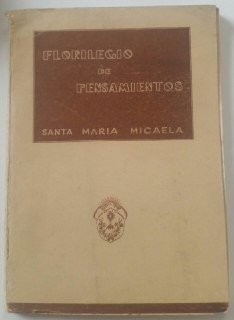 FLORILEGIO
DE
PENSAMIENTOS
SANTA MARIA MICAELA